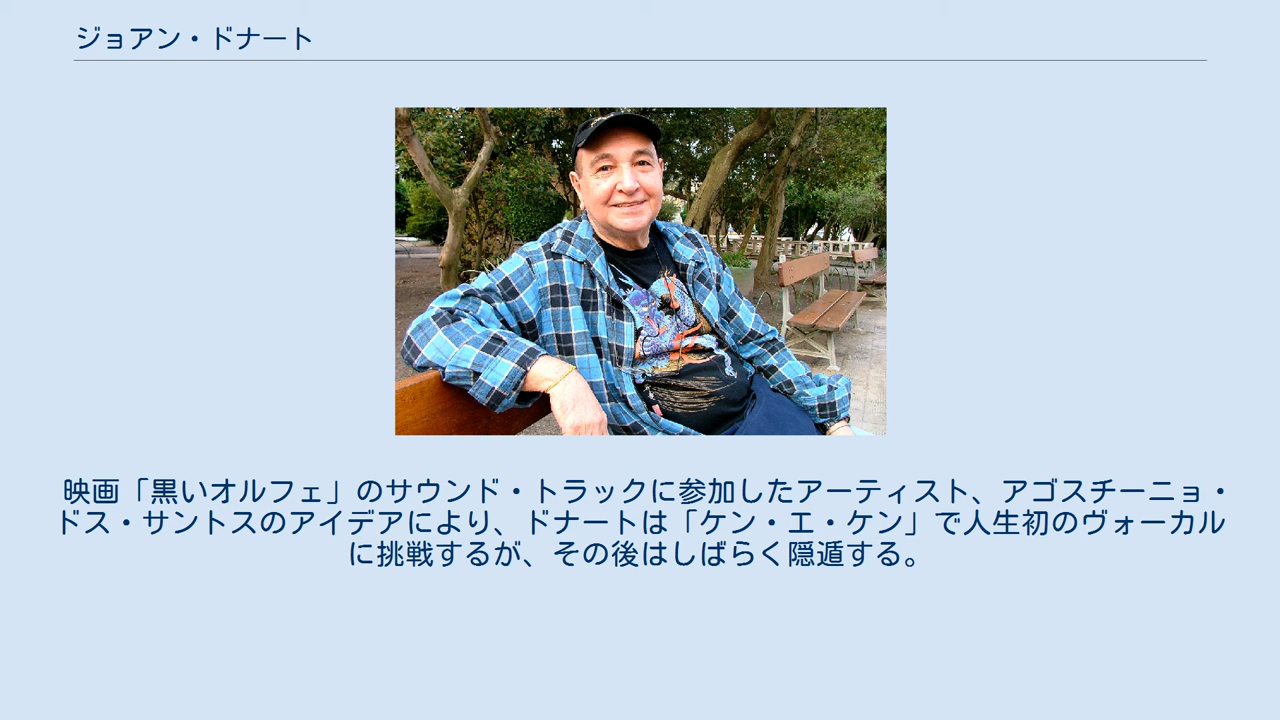 ジョアン・ドナート
映画「黒いオルフェ」のサウンド・トラックに参加したアーティスト、アゴスチーニョ・
ドス・サントスのアイデアにより、ドナートは「ケン・エ・ケン」で人生初のヴォーカル
に挑戦するが、その後はしばらく隠遁する。